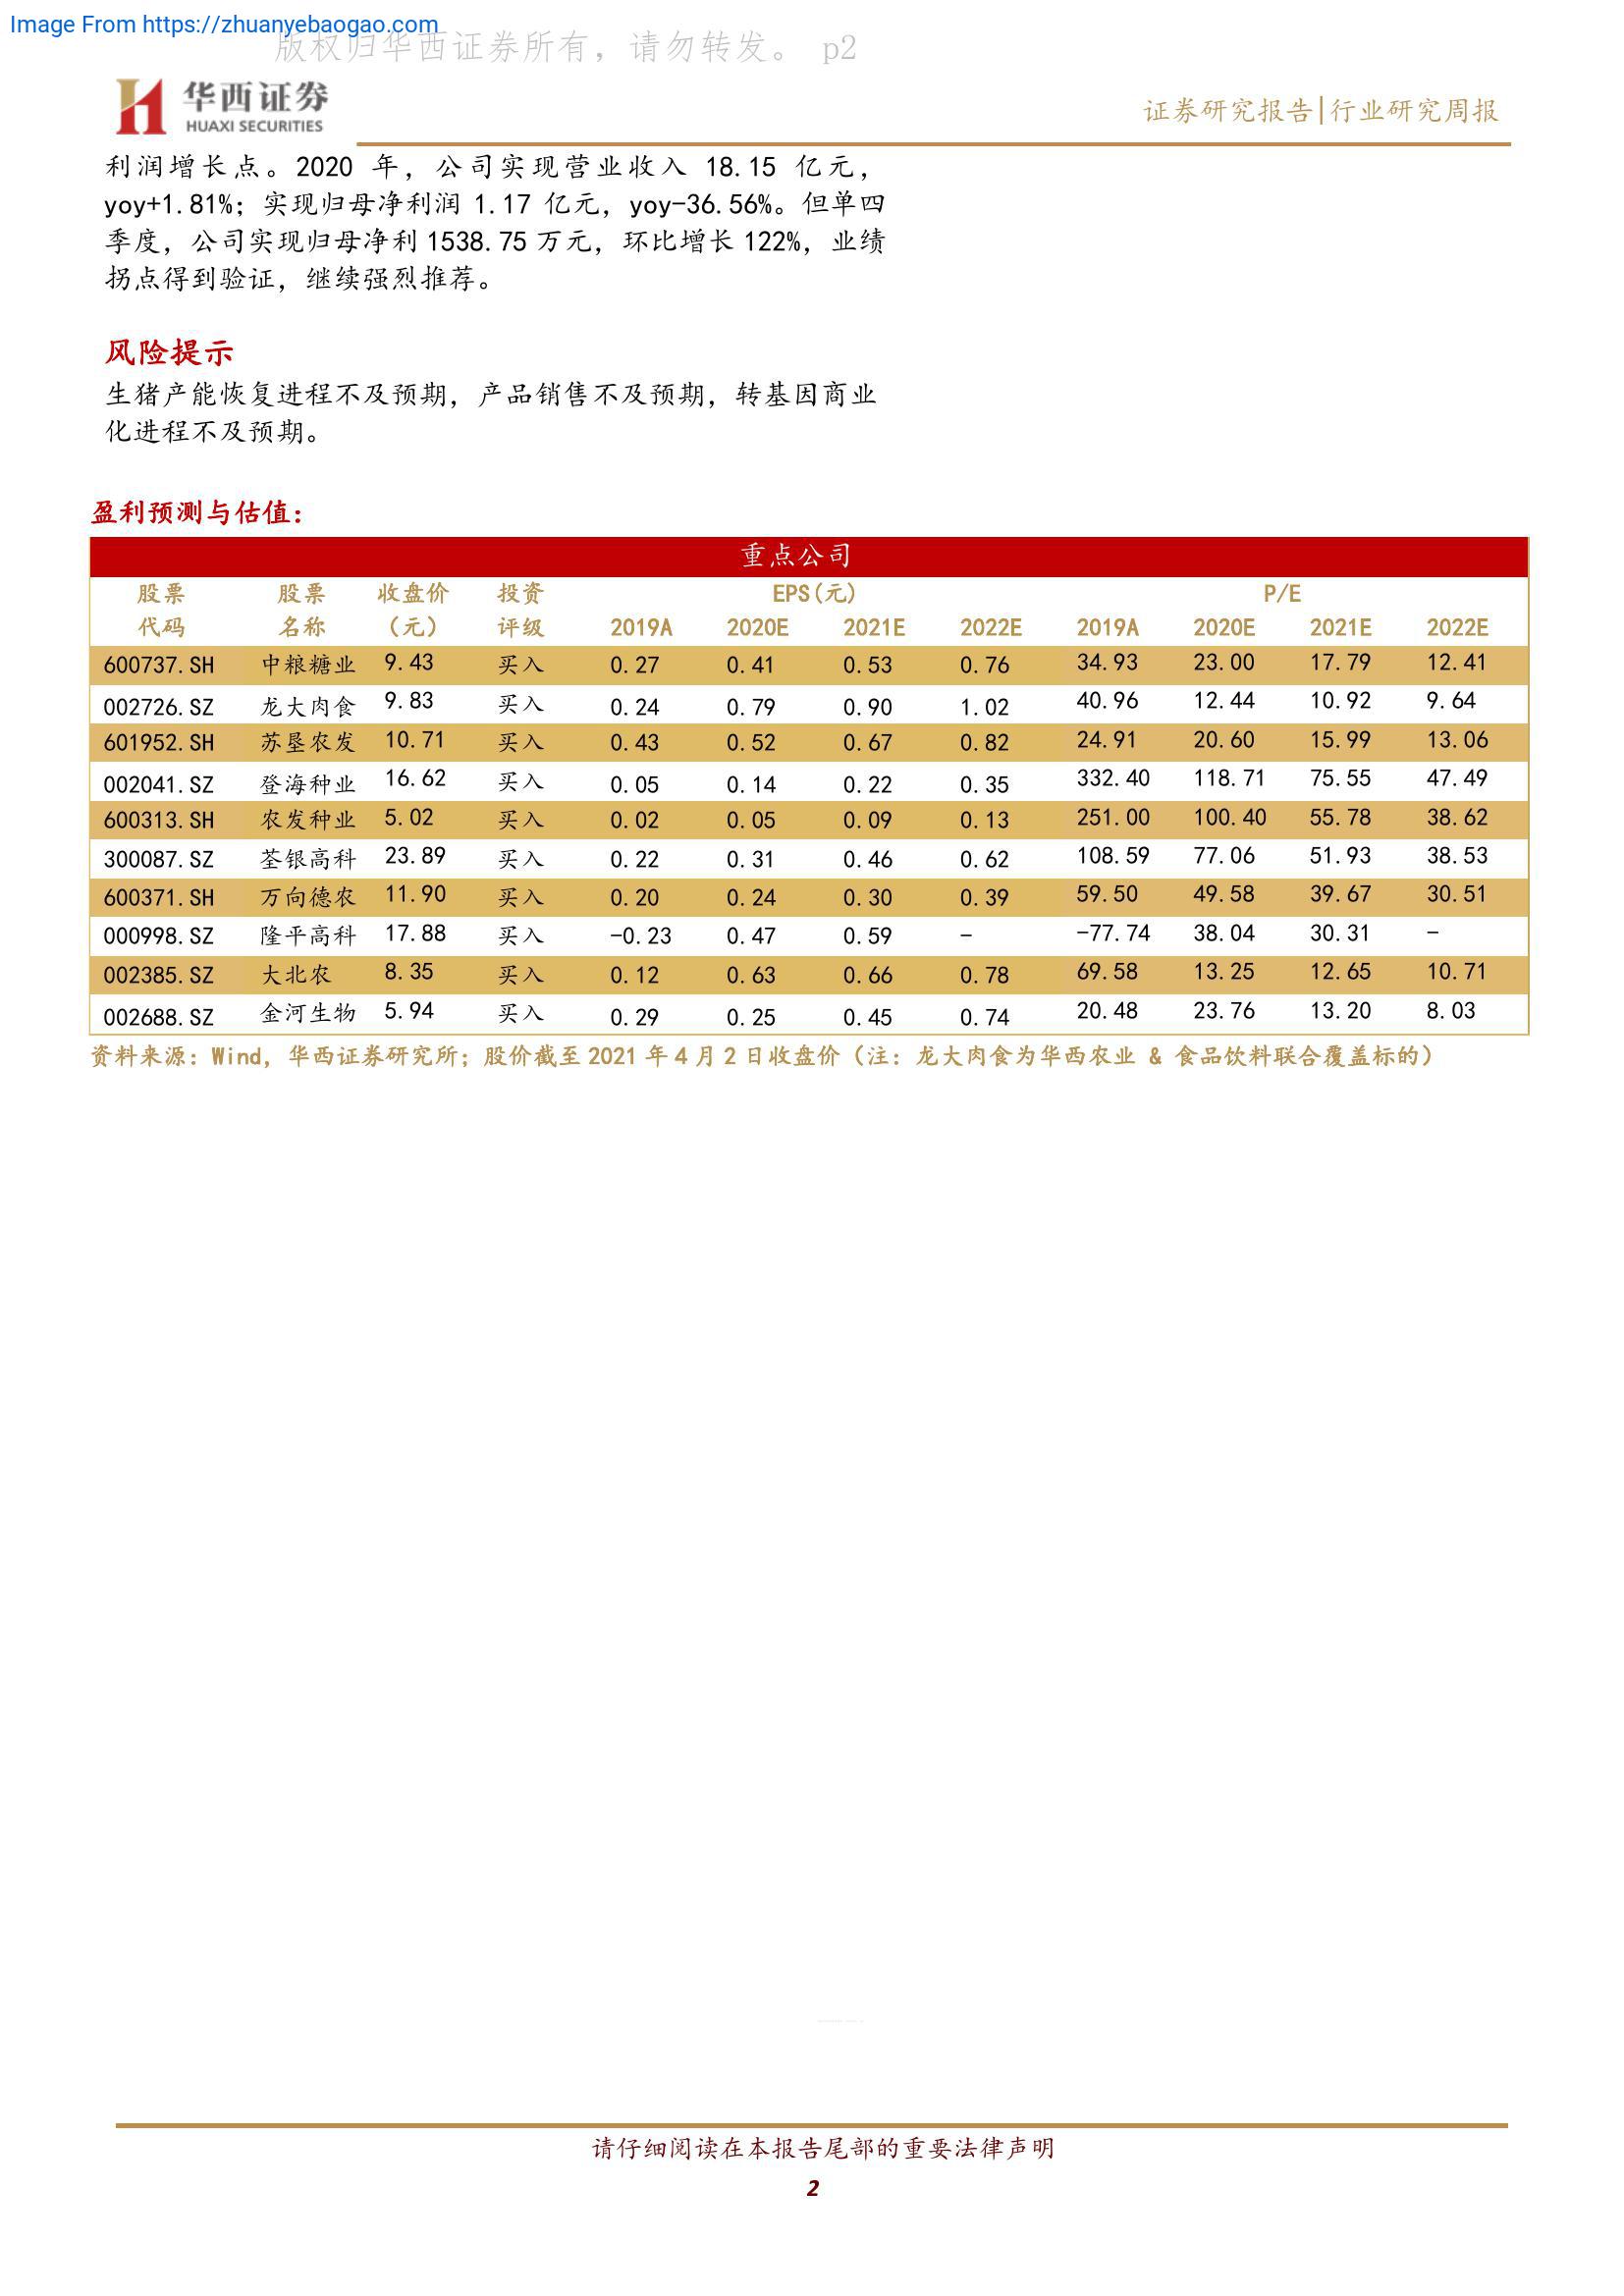 Image From https://zhuanyebaogao.com
版权归华西证券所有，请勿转发。 p2
华西证券
HUAXI SECURITIES
证券研究报告|行业研究周报
利润增长点。2020 年，公司实现营业收入 18.15 亿元，
yoy+1.81%；实现归母净利润 1.17 亿元，yoy-36.56%。但单四
季度，公司实现归母净利 1538.75 万元，环比增长 122%，业绩
拐点得到验证，继续强烈推荐。
风险提示
生猪产能恢复进程不及预期，产品销售不及预期，转基因商业
化进程不及预期。
盈利预测与估值：
重点公司
股票 股票 收盘价 投资 EPS(元) P/E
代码 名称 （元） 评级 2019A 2020E 2021E 2022E 2019A 2020E 2021E 2022E
600737.SH 中粮糖业 9.43 买入 0.27 0.41 0.53 0.76 34.93 23.00 17.79 12.41
002726.SZ 龙大肉食 9.83 买入 0.24 0.79 0.90 1.02 40.96 12.44 10.92 9.64
601952.SH 苏垦农发 10.71 买入 0.43 0.52 0.67 0.82 24.91 20.60 15.99 13.06
002041.SZ 登海种业 16.62 买入 0.05 0.14 0.22 0.35 332.40 118.71 75.55 47.49
600313.SH 农发种业 5.02 买入 0.02 0.05 0.09 0.13 251.00 100.40 55.78 38.62
300087.SZ 荃银高科 23.89 买入 0.22 0.31 0.46 0.62 108.59 77.06 51.93 38.53
600371.SH 万向德农 11.90 买入 0.20 0.24 0.30 0.39 59.50 49.58 39.67 30.51
000998.SZ 隆平高科 17.88 买入 -0.23 0.47 0.59 - -77.74 38.04 30.31 -
002385.SZ 大北农 8.35 买入 0.12 0.63 0.66 0.78 69.58 13.25 12.65 10.71
002688.SZ 金河生物 5.94 买入 0.29 0.25 0.45 0.74 20.48 23.76 13.20 8.03
资料来源：Wind，华西证券研究所；股价截至 2021 年 4 月 2 日收盘价（注：龙大肉食为华西农业 & 食品饮料联合覆盖标的）
请仔细阅读在本报告尾部的重要法律声明
2